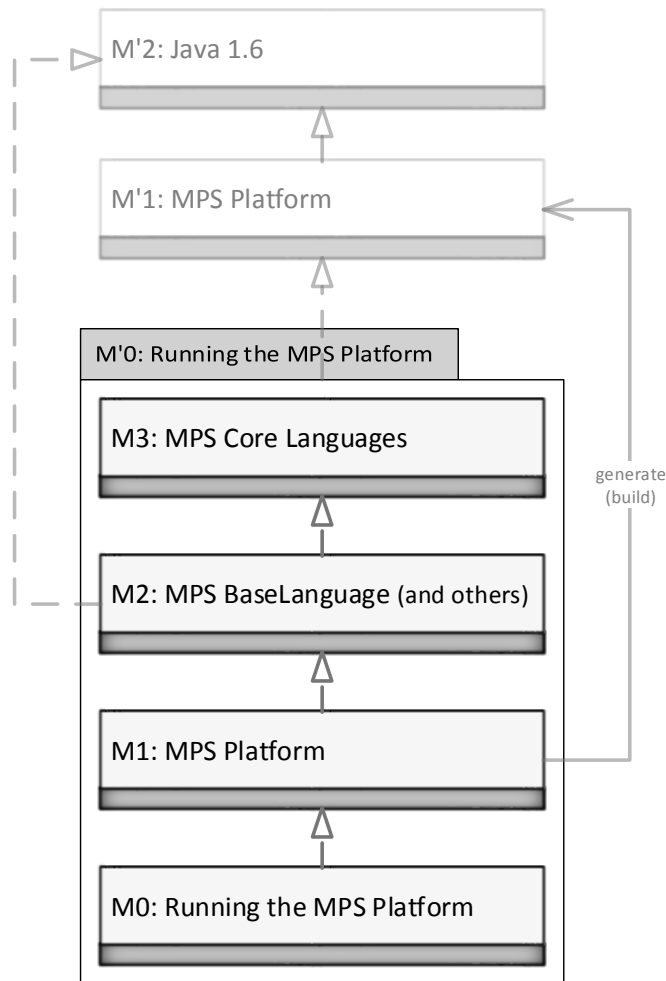 M'2: Java 1.6
M'1: MPS Platform
M'0: Running the MPS Platform
M3: MPS Core Languages
generate
(build)
M2: MPS BaseLanguage (and others)
M1: MPS Platform
M0: Running the MPS Platform